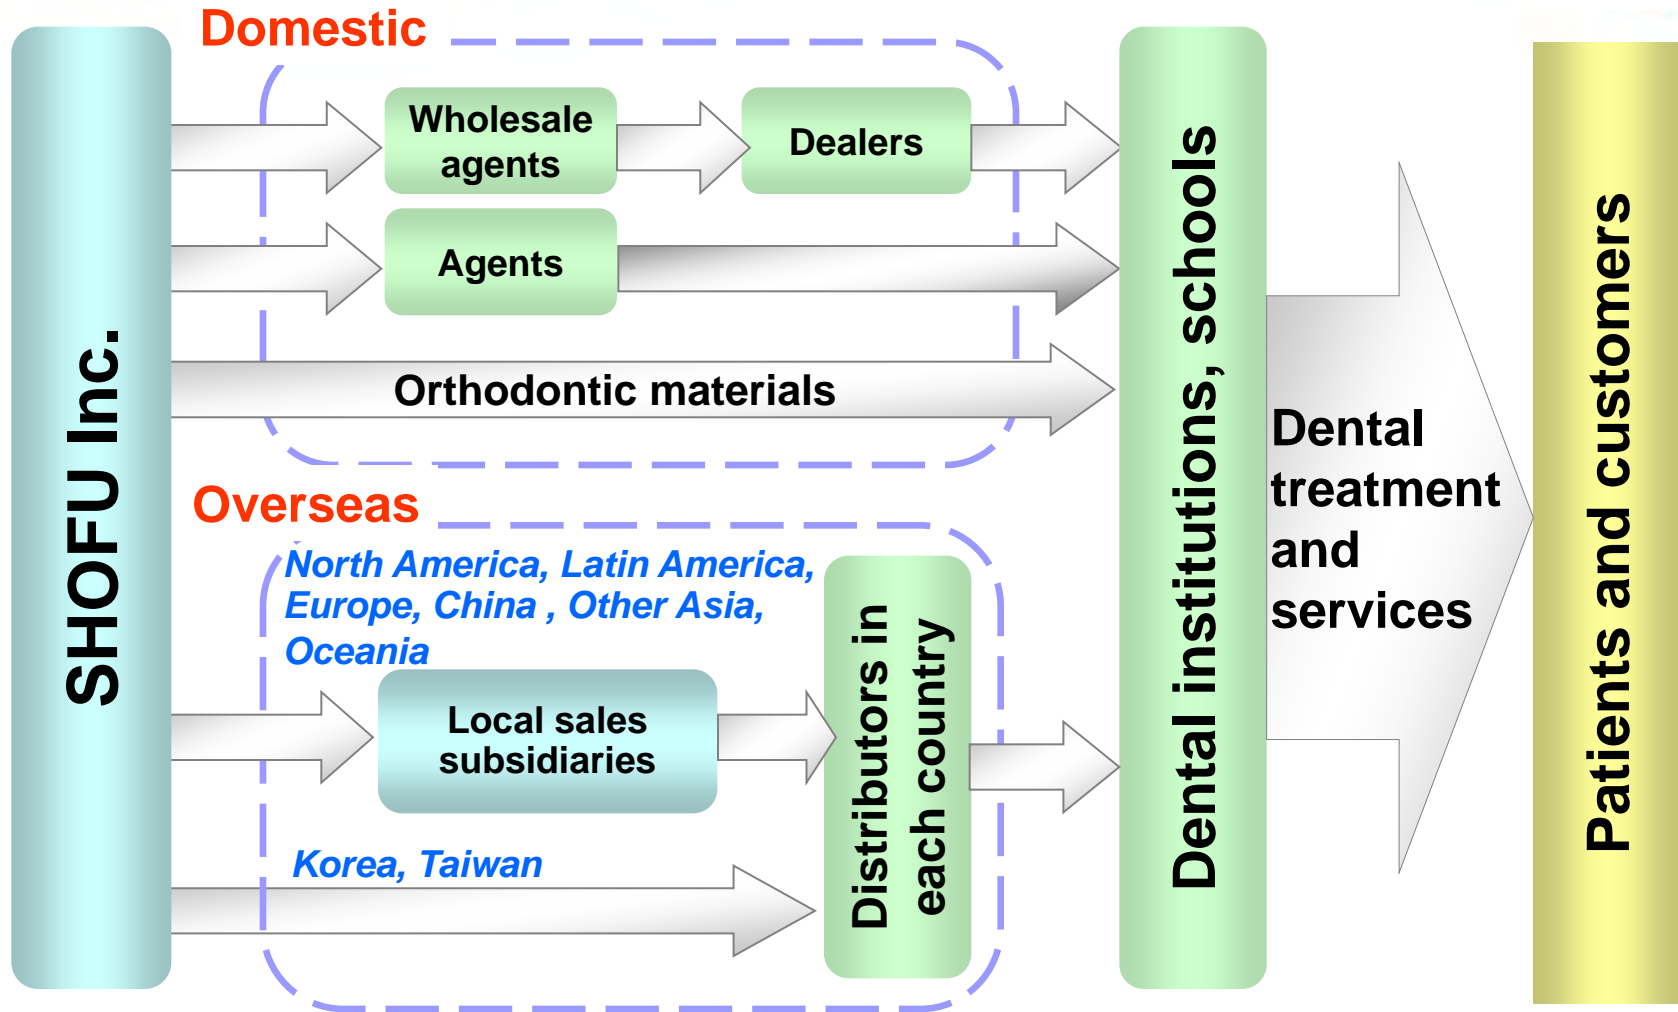 SHOFU Inc.
Domestic
Wholesale
agents
Dealers
Agents
Orthodontic materials
Overseas
North America, Latin America,
Europe, China , Other Asia,
Oceania
Local sales
subsidiaries
Korea, Taiwan
Distributors in
each country
Dental institutions, schools
Dental
treatment
and
services
Patients and customers